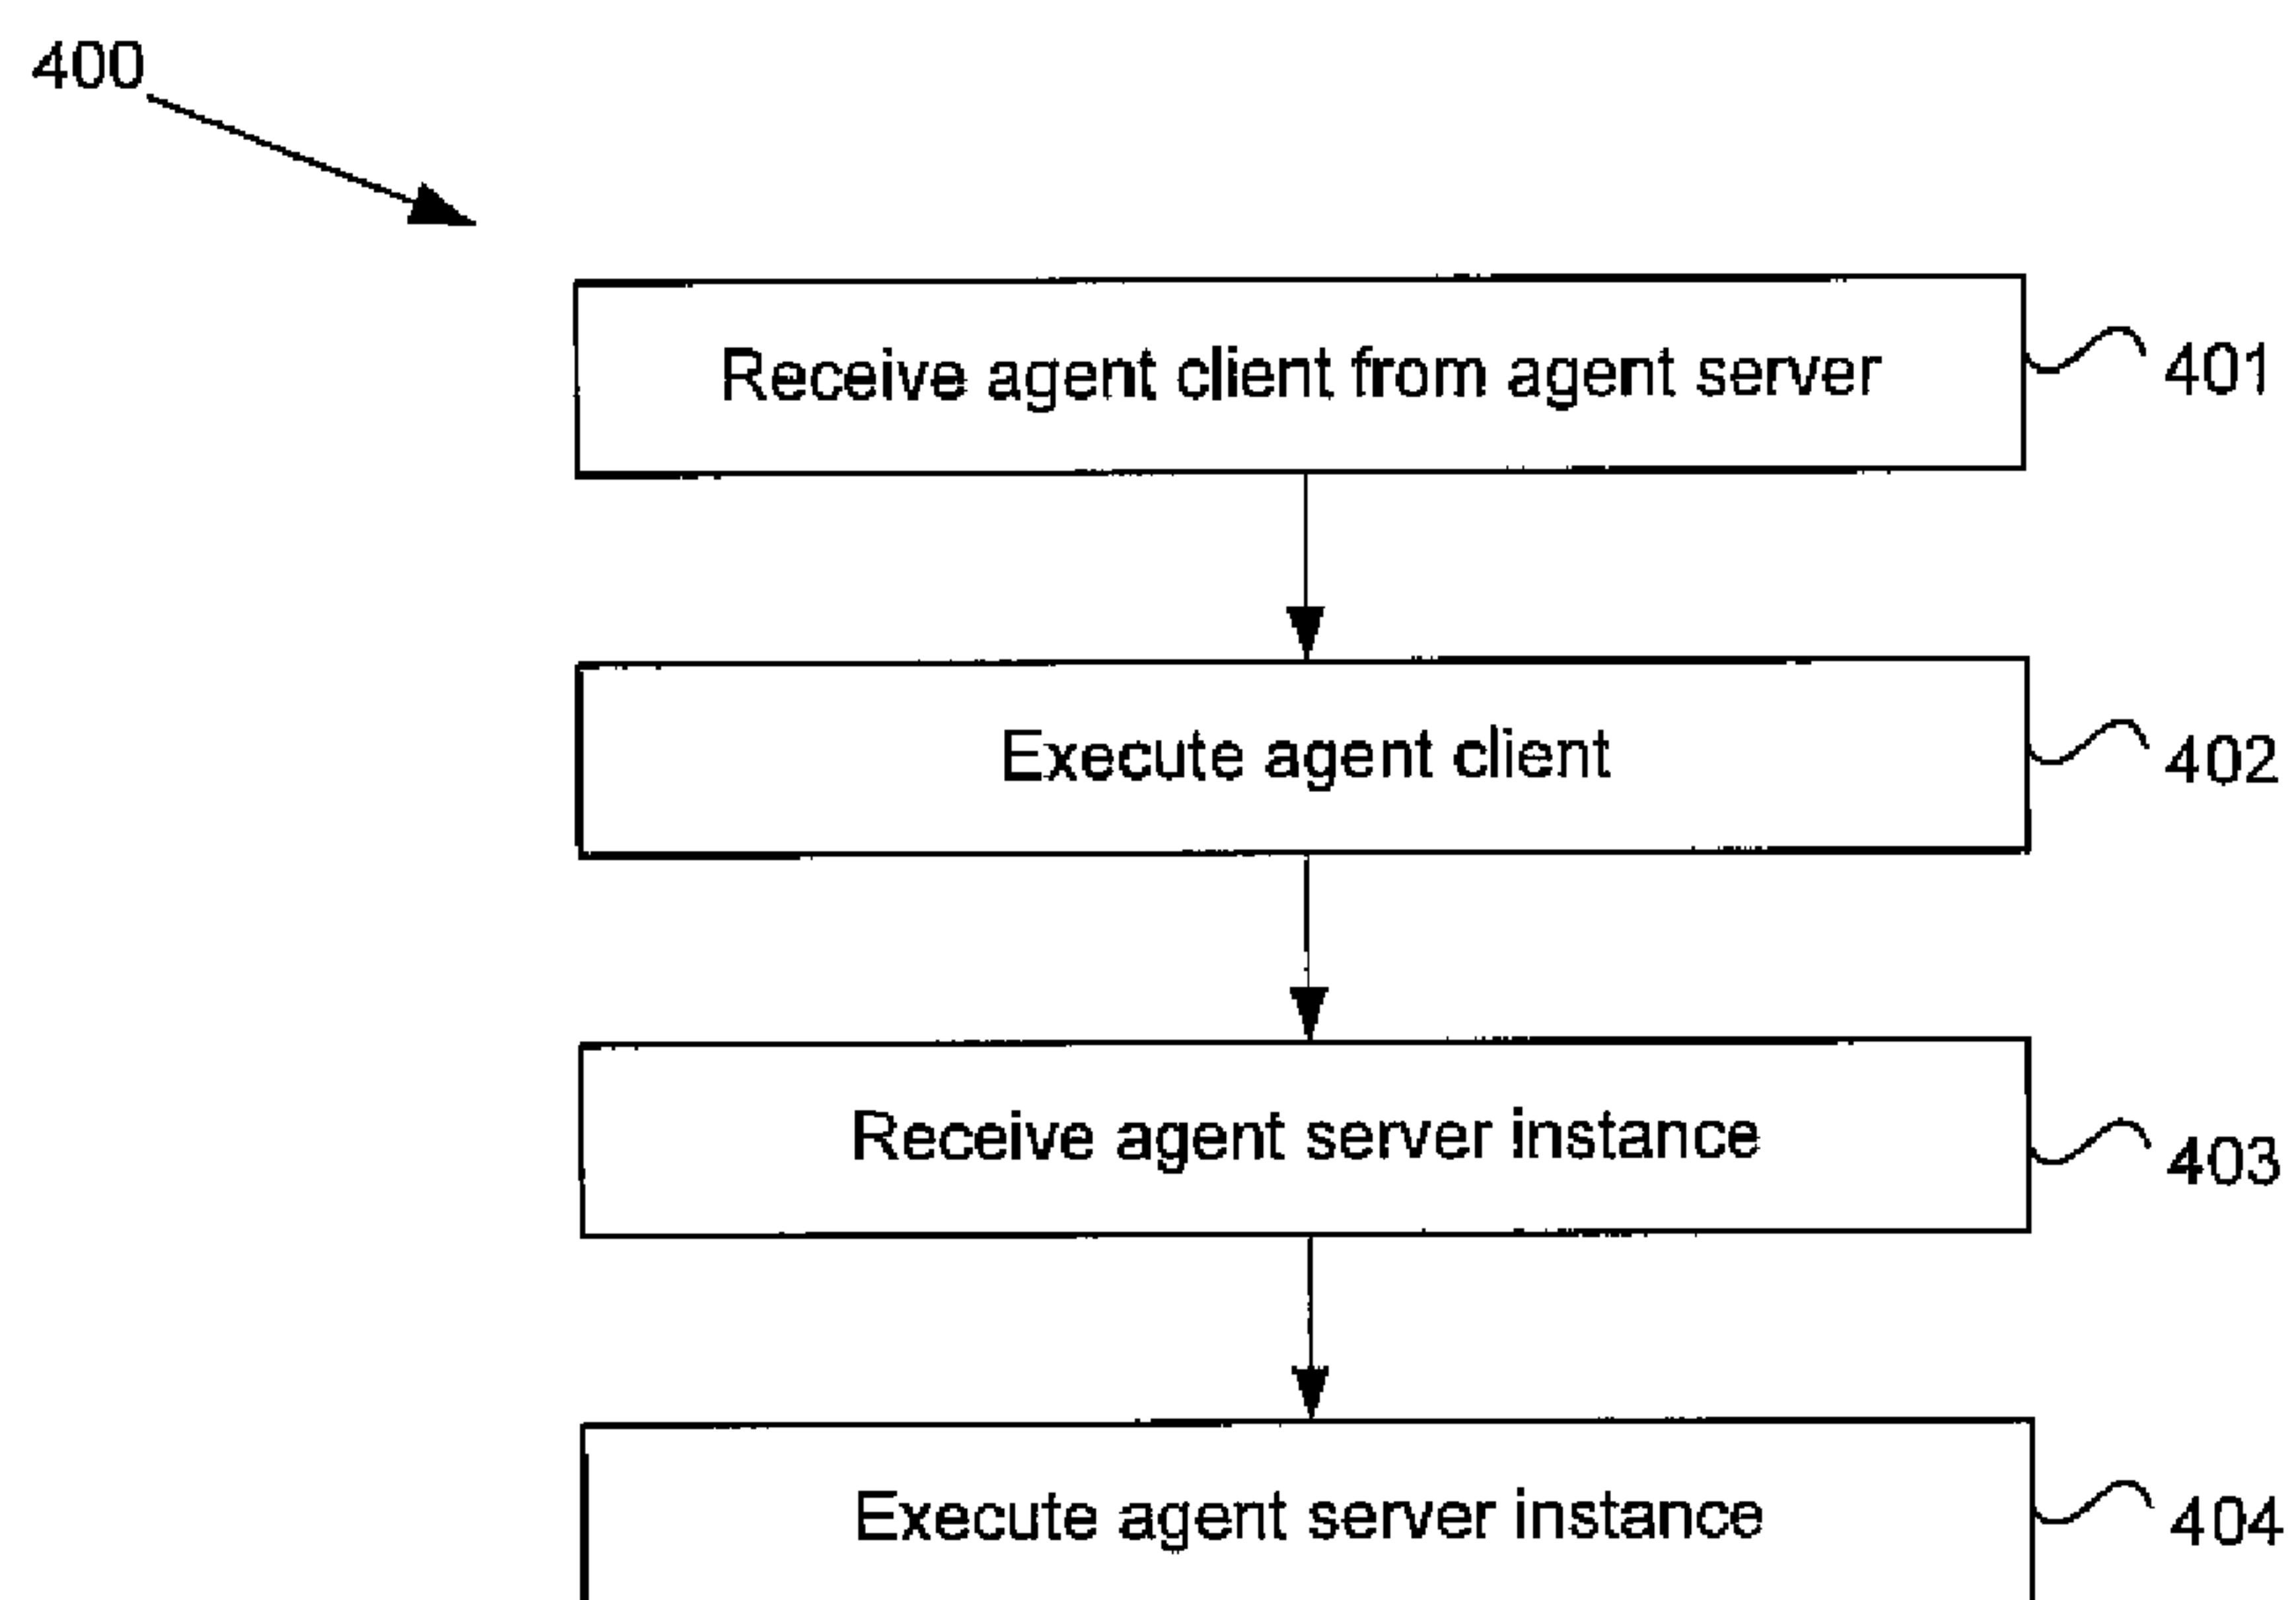 400
Receive agent client from agent server
401
Execute agent client
402
Receive agent server instance
403
Execute agent server instance
404